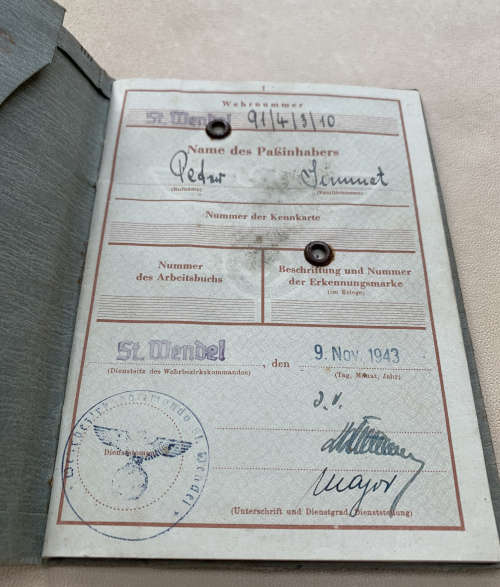 1
Wehrnummer
St. Wendel 91/4/3/10
Name des Paßinhabers
Peter Simmet
(Rufname) (Familienname)
Nummer der Kennkarte
Nummer
des Arbeitsbuchs
Beschriftung und Nummer
der Erkennungsmarke
(im Kriege)
St. Wendel, den 9. Nov. 1943
(Dienstsitz des Wehrbezirkskommandos) (Tag, Monat, Jahr)
J. V.
Major
(Unterschrift und Dienstgrad, Dienststellung)